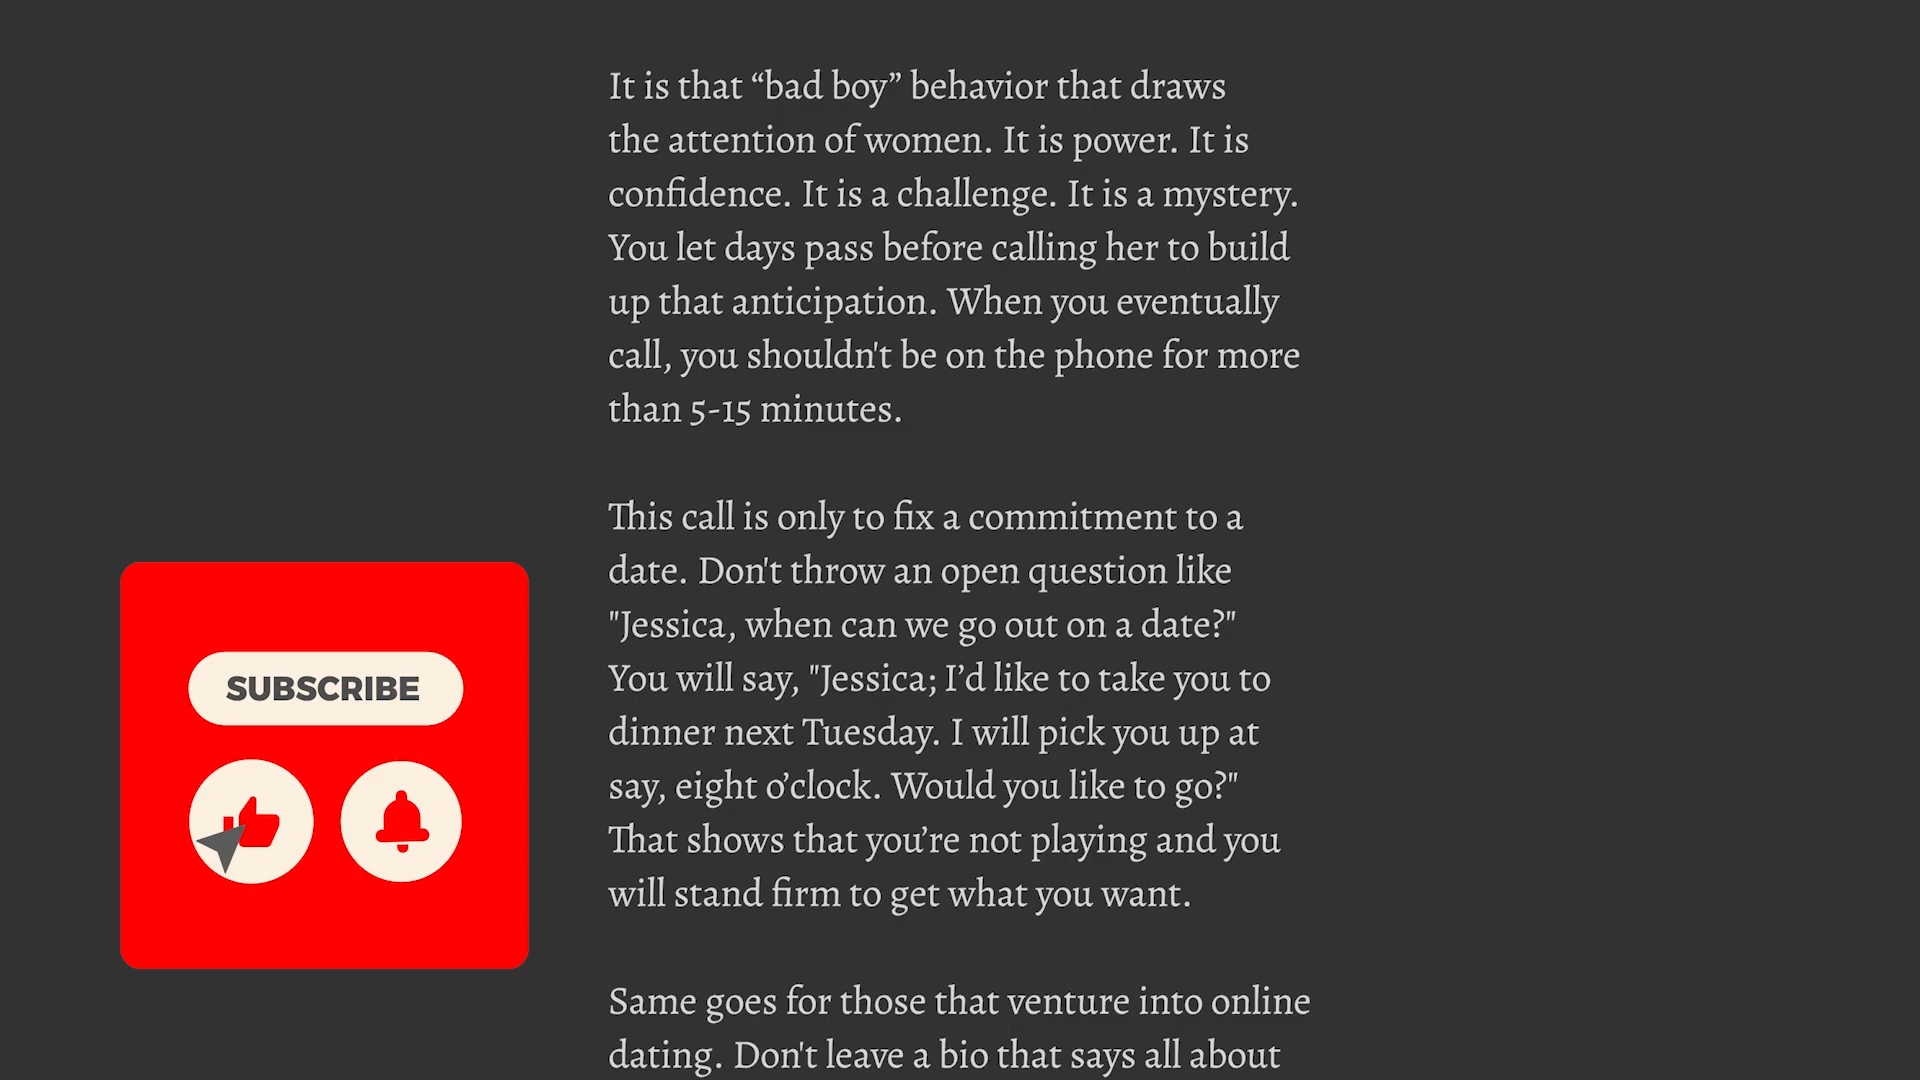 It is that “bad boy” behavior that draws
the attention of women. It is power. It is
confidence. It is a challenge. It is a mystery.
You let days pass before calling her to build
up that anticipation. When you eventually
call, you shouldn't be on the phone for more
than 5-15 minutes.
This call is only to fix a commitment to a
date. Don't throw an open question like
"Jessica, when can we go out on a date?"
You will say, "Jessica; I’d like to take you to
dinner next Tuesday. I will pick you up at
say, eight o’clock. Would you like to go?"
That shows that you’re not playing and you
will stand firm to get what you want.
Same goes for those that venture into online
dating. Don't leave a bio that says all about
SUBSCRIBE